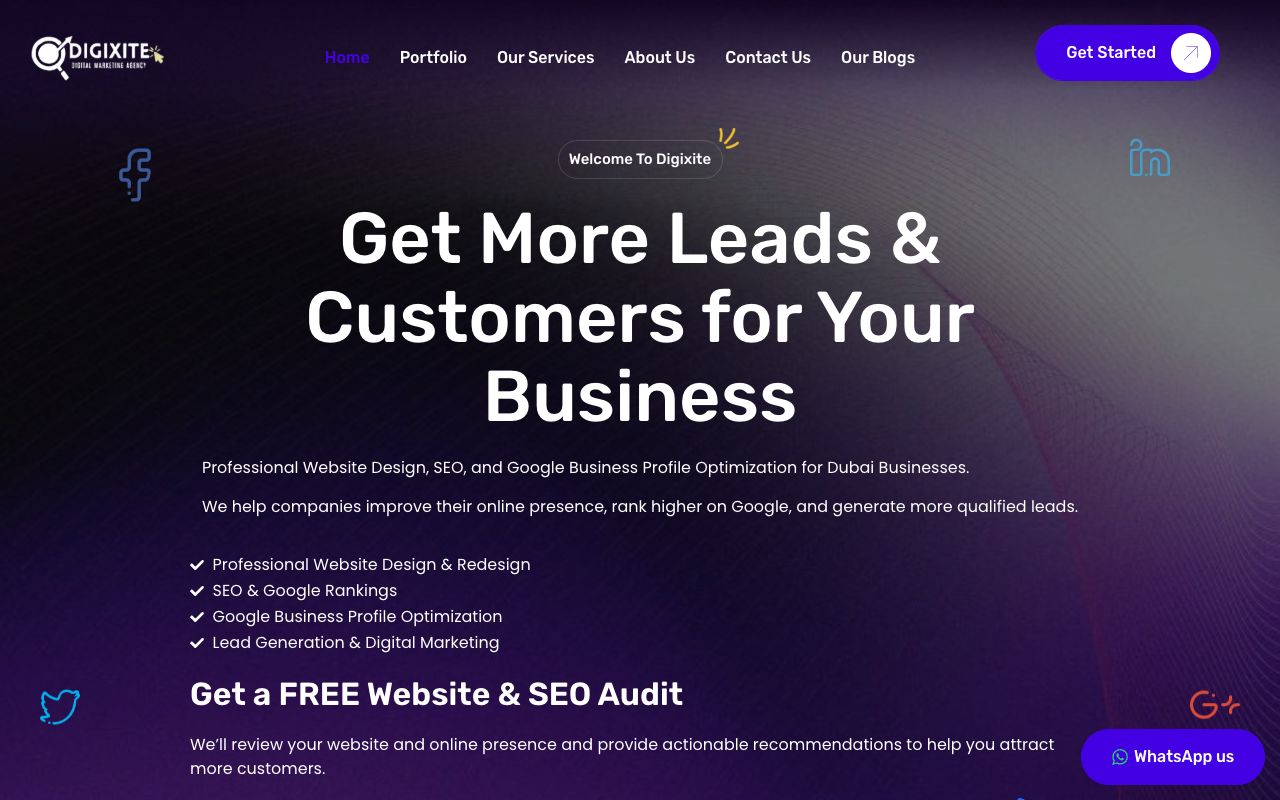 DIGIXITE
DIGITAL MARKETING AGENCY
Home
Portfolio
Our Services
About Us
Contact Us
Our Blogs
Get Started
Welcome To Digixite
Get More Leads &
Customers for Your
Business
Professional Website Design, SEO, and Google Business Profile Optimization for Dubai Businesses.
We help companies improve their online presence, rank higher on Google, and generate more qualified leads.
Professional Website Design & Redesign
SEO & Google Rankings
Google Business Profile Optimization
Lead Generation & Digital Marketing
Get a FREE Website & SEO Audit
We’ll review your website and online presence and provide actionable recommendations to help you attract
more customers.
WhatsApp us